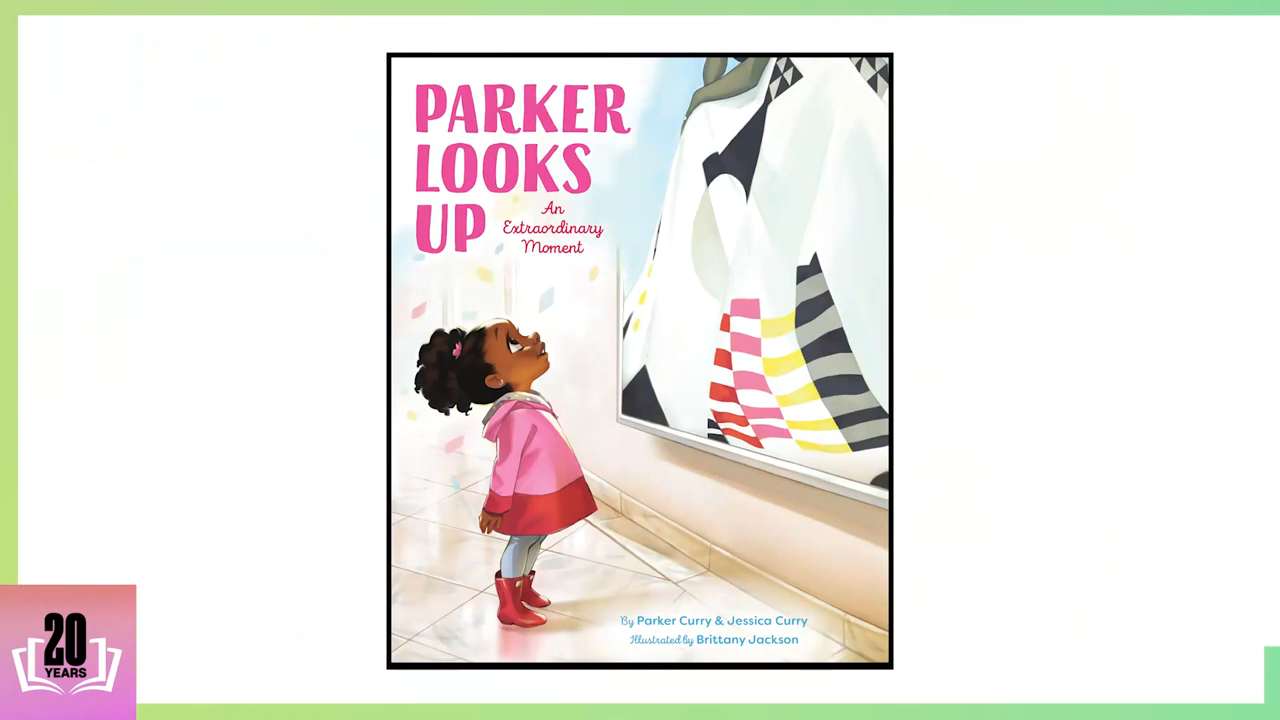 PARKER
LOOKS
UP
An
Extraordinary
Moment
By Parker Curry & Jessica Curry
Illustrated by Brittany Jackson
20
YEARS